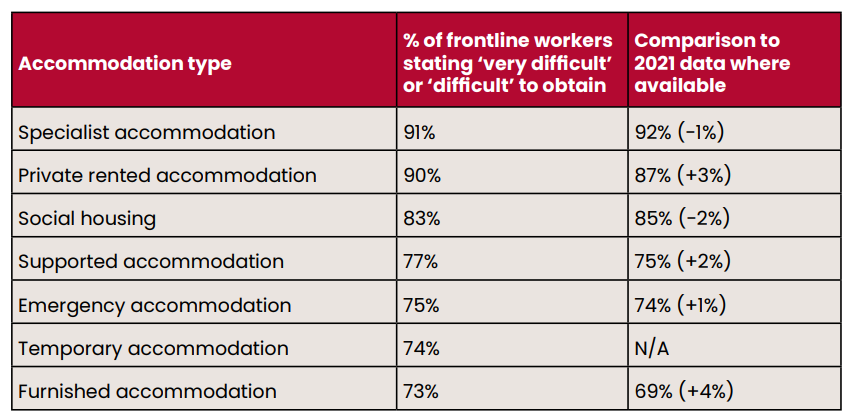 Accommodation type
% of frontline workers
stating ‘very difficult’
or ‘difficult’ to obtain
Comparison to
2021 data where
available
Specialist accommodation 91% 92% (-1%)
Private rented accommodation 90% 87% (+3%)
Social housing 83% 85% (-2%)
Supported accommodation 77% 75% (+2%)
Emergency accommodation 75% 74% (+1%)
Temporary accommodation 74% N/A
Furnished accommodation 73% 69% (+4%)